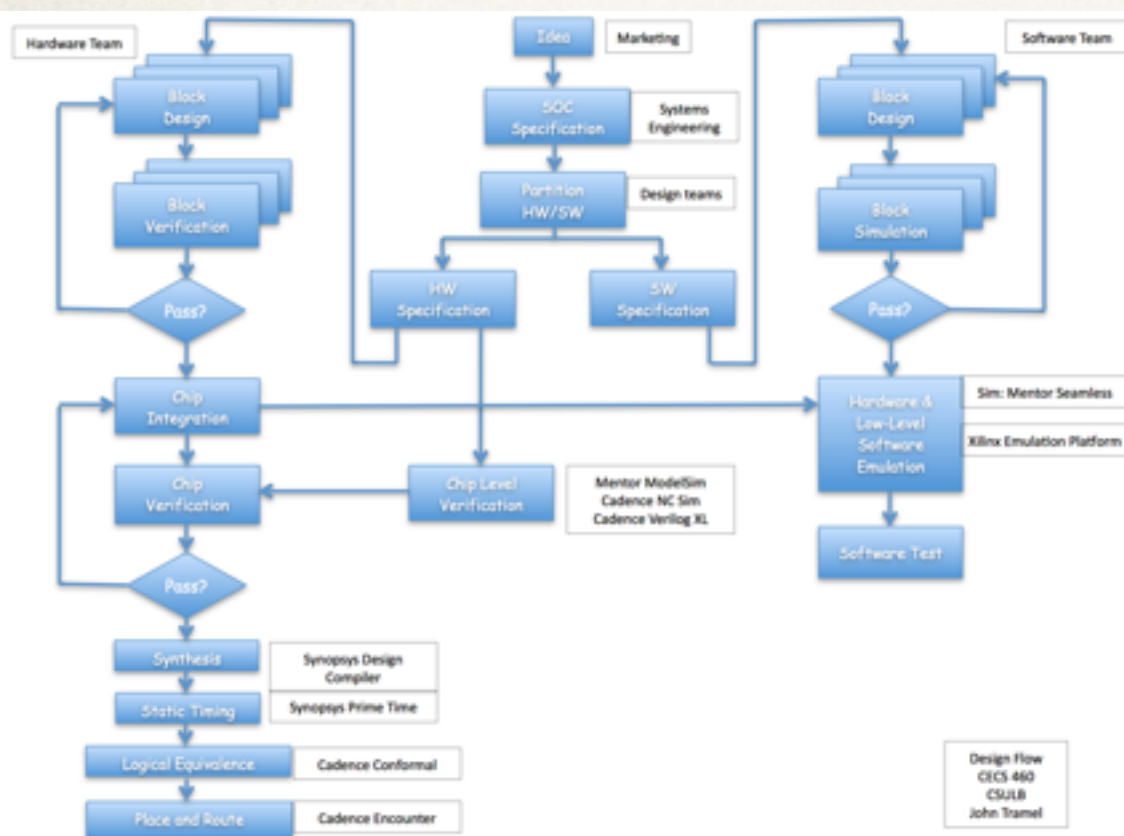 Hardware Team
Idea
Marketing
Software Team
Block
Design
SOC
Specification
Systems
Engineering
Block
Design
Block
Verification
Partition
HW/SW
Design teams
Block
Simulation
Pass?
HW
Specification
SW
Specification
Pass?
Chip
Integration
Hardware &
Low-Level
Software
Emulation
Sim: Mentor Seamless
Xilinx Emulation Platform
Chip
Verification
Chip Level
Verification
Mentor ModelSim
Cadence NC Sim
Cadence Verilog XL
Software Test
Pass?
Synthesis
Synopsys Design
Compiler
Static Timing
Synopsys Prime Time
Logical Equivalence
Cadence Conformal
Place and Route
Cadence Encounter
Design Flow
CECS 460
CSULB
John Tramel